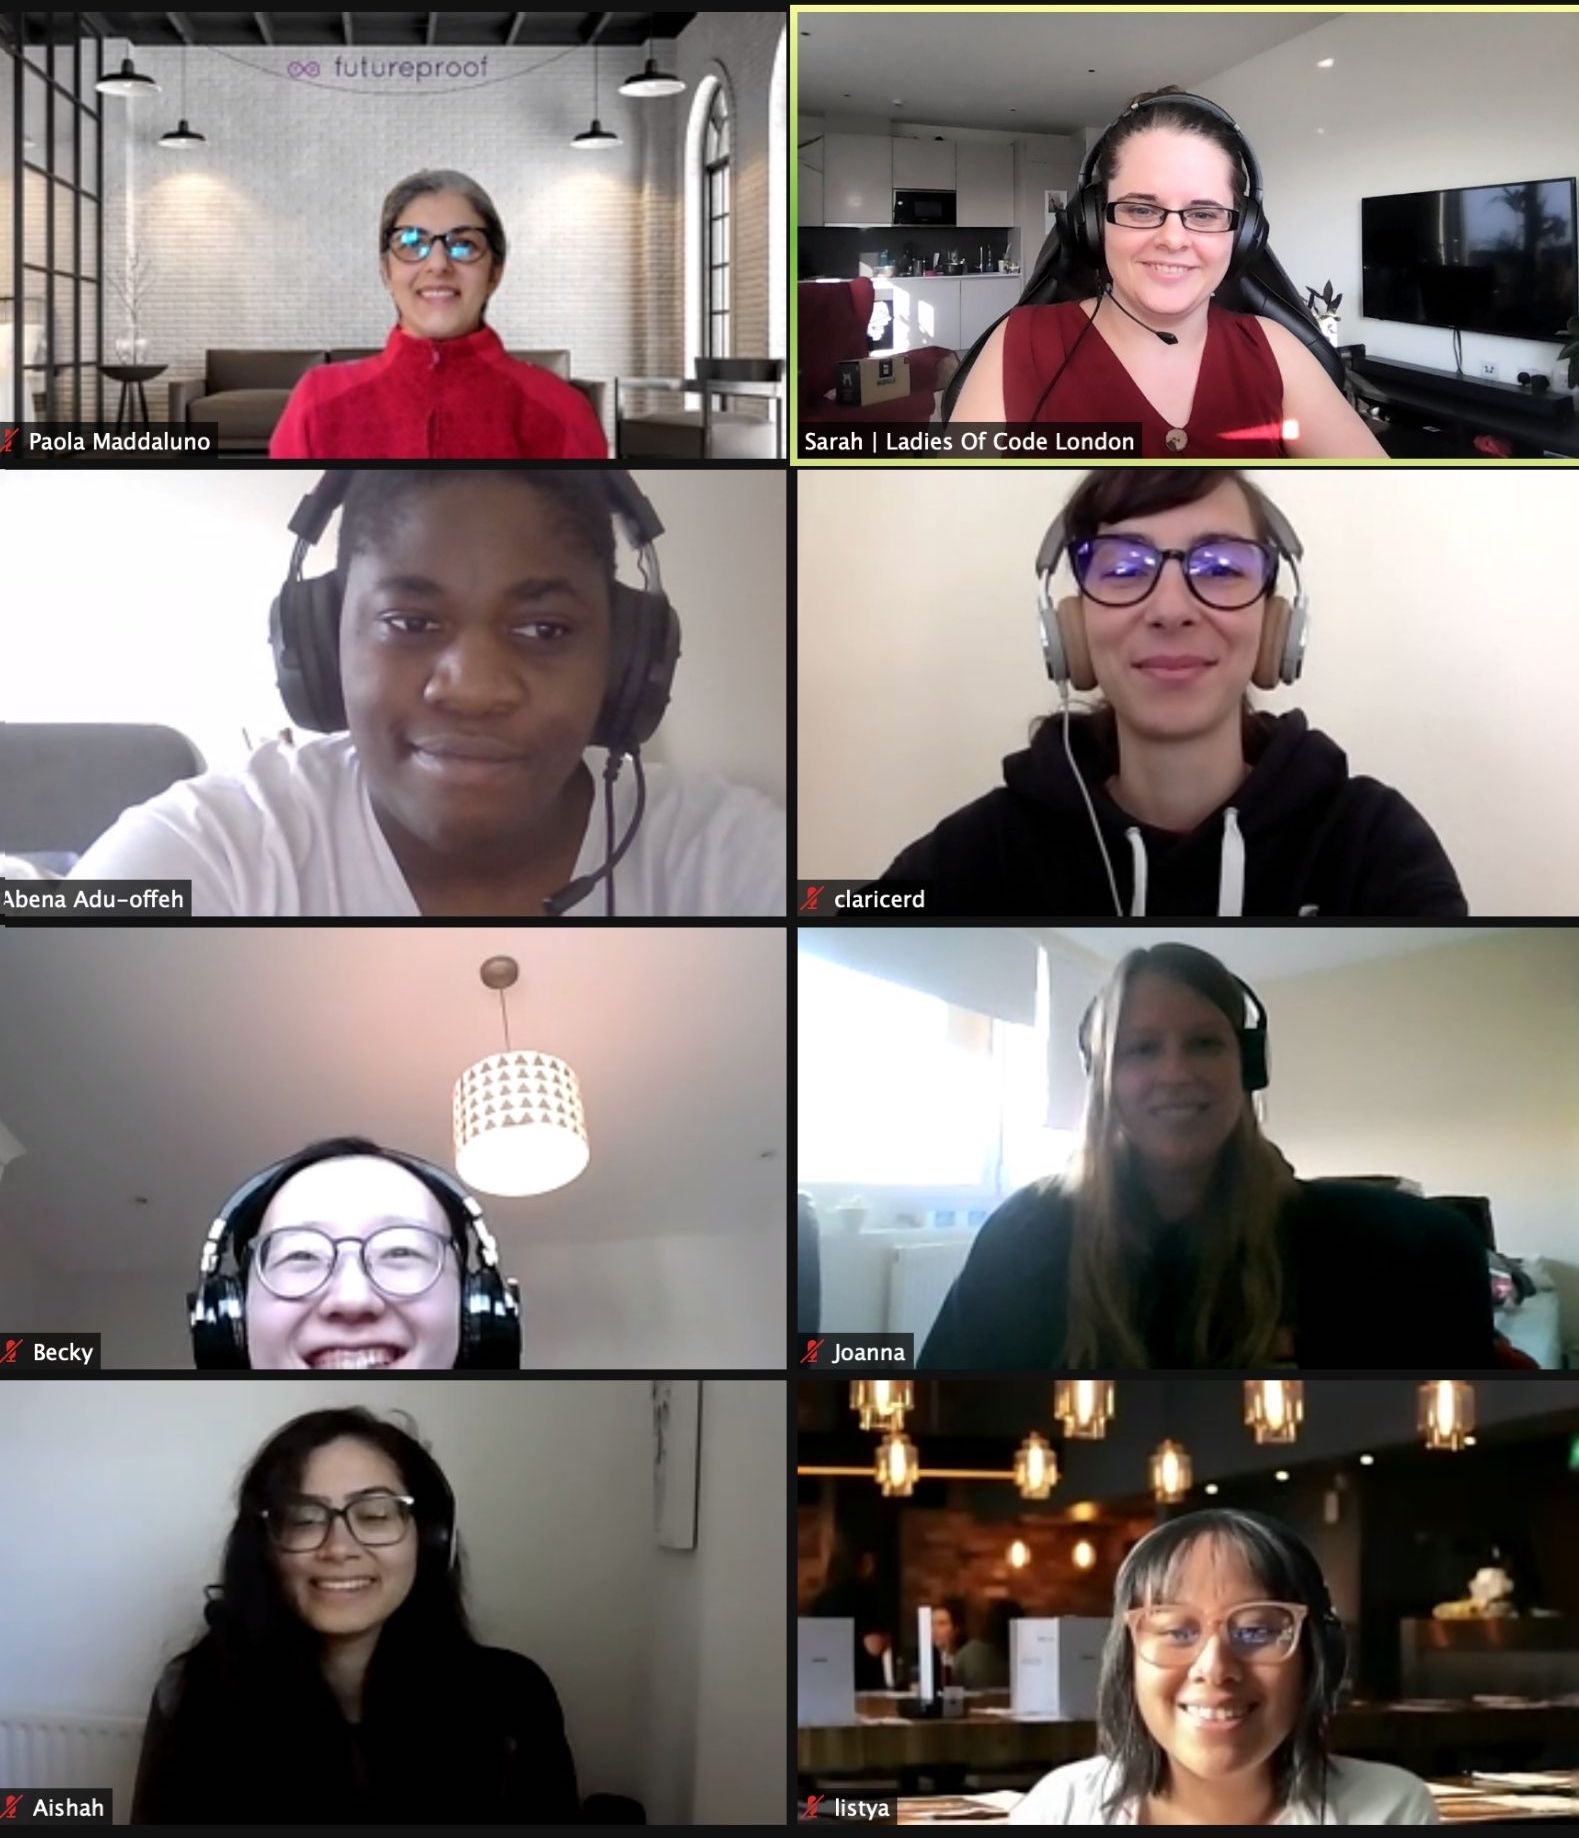 futureproof
Paola Maddaluno
Sarah | Ladies Of Code London
Abena Adu-offeh
claricerd
Becky
Joanna
Aishah
listya